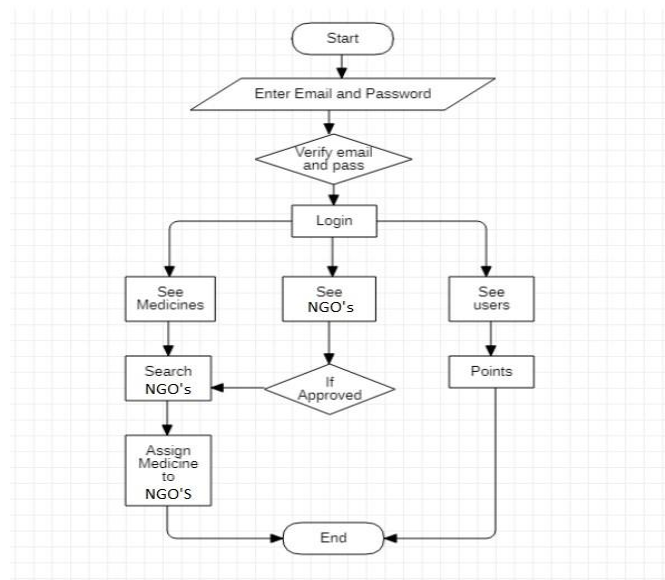 Start
Enter Email and Password
Verify email
and pass
Login
See
Medicines
See
NGO's
See
users
Search
NGO's
If
Approved
Points
Assign
Medicine
to
NGO'S
End